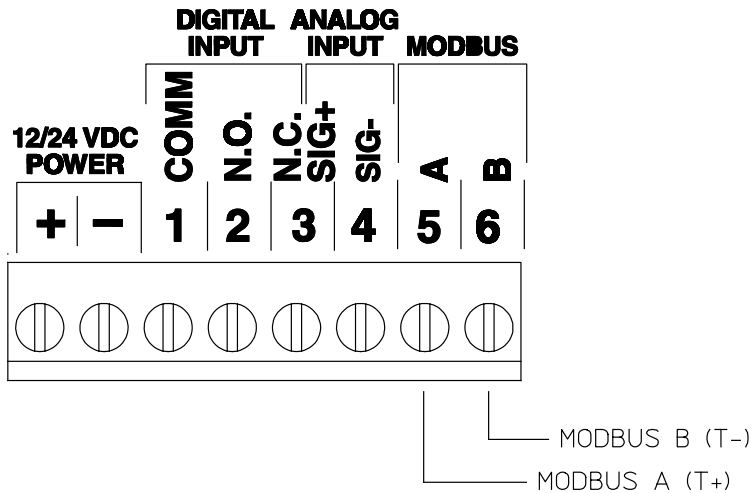 DIGITAL INPUT
ANALOG INPUT
MODBUS
12/24 VDC
POWER
COMM
N.O.
N.C.
SIG+
SIG-
A
B
+ − 1 2 3 4 5 6
MODBUS B (T-)
MODBUS A (T+)